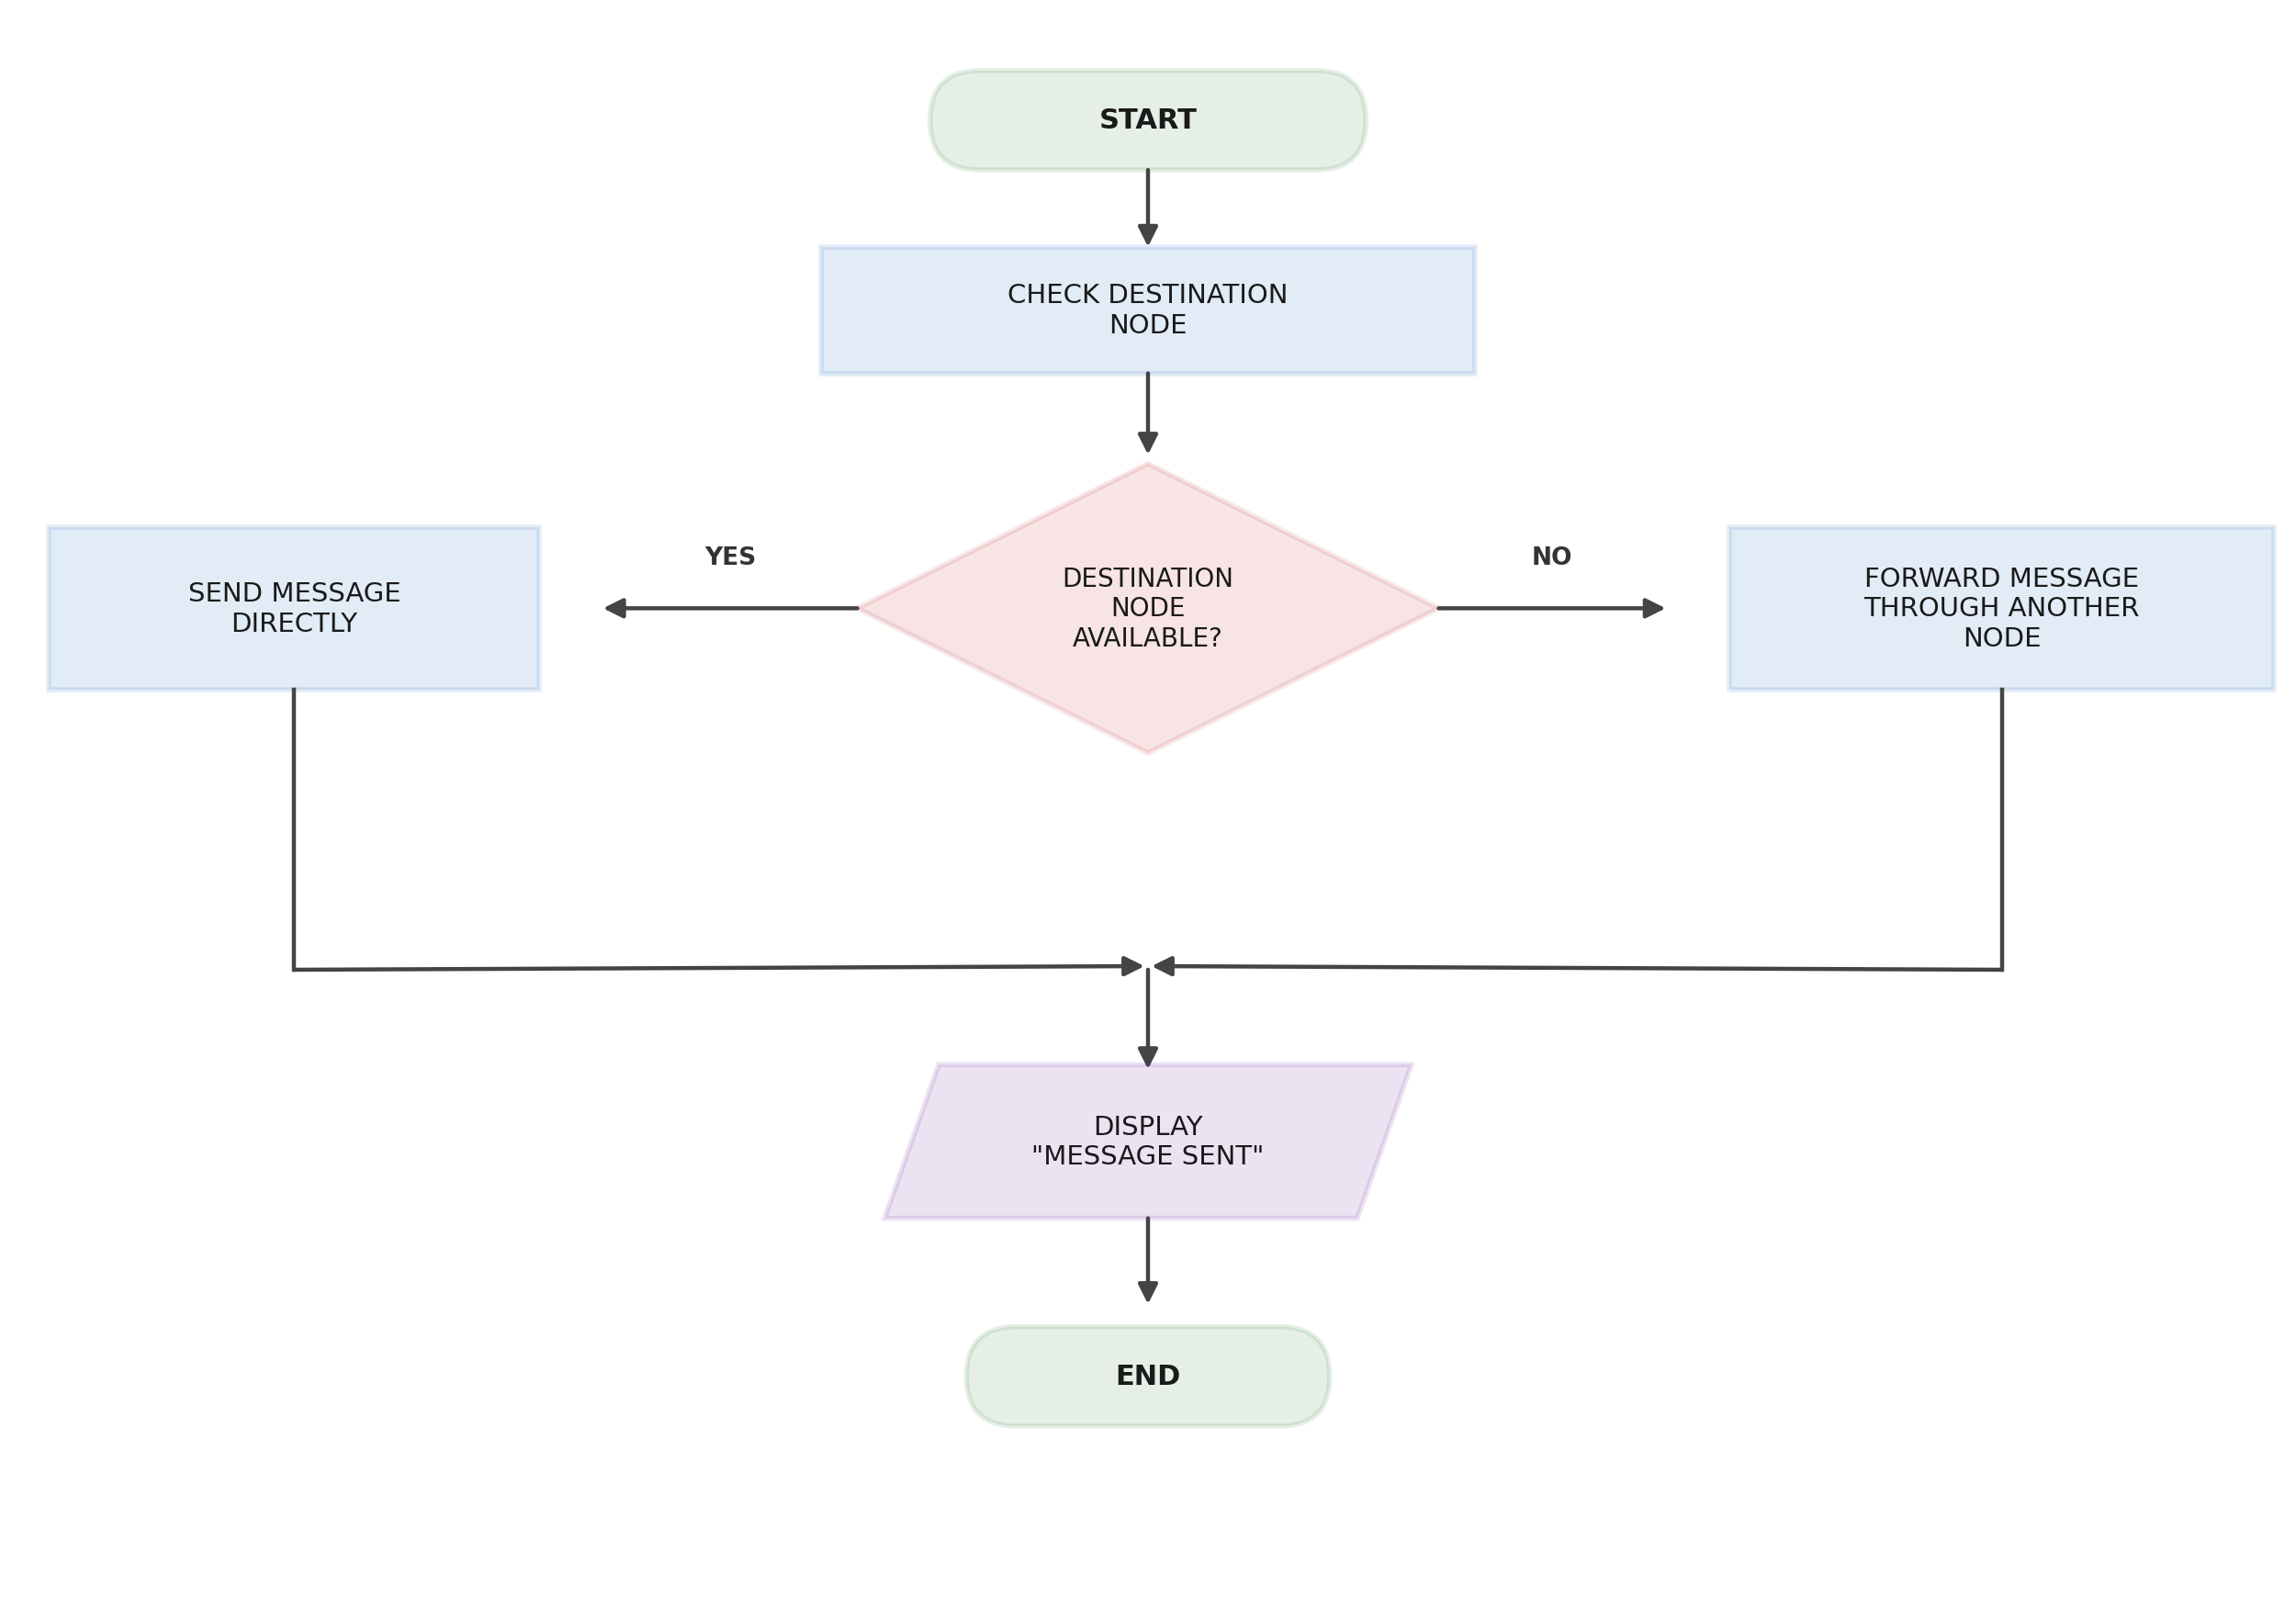 START
CHECK DESTINATION
NODE
YES
NO
SEND MESSAGE
DIRECTLY
DESTINATION
NODE
AVAILABLE?
FORWARD MESSAGE
THROUGH ANOTHER
NODE
DISPLAY
"MESSAGE SENT"
END